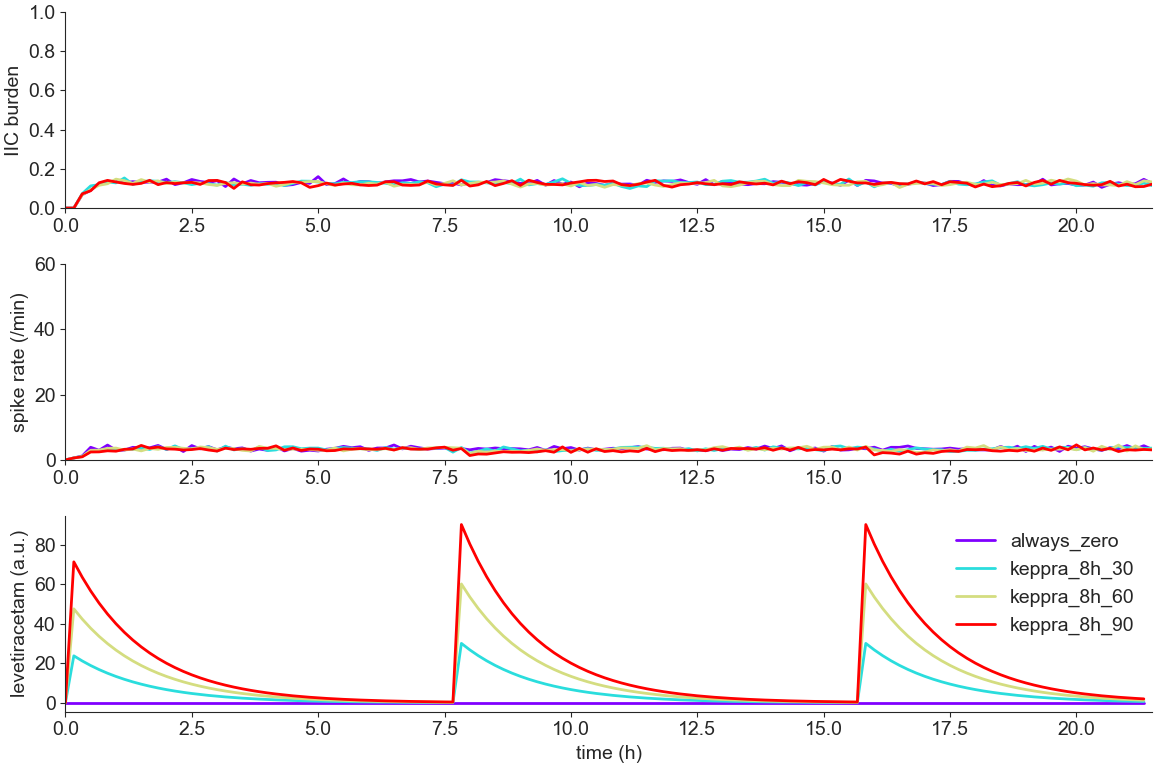 IIC burden
1.0
0.8
0.6
0.4
0.2
0.0
0.0 2.5 5.0 7.5 10.0 12.5 15.0 17.5 20.0
spike rate (/min)
60
40
20
0
0.0 2.5 5.0 7.5 10.0 12.5 15.0 17.5 20.0
levetiracetam (a.u.)
80
60
40
20
0
0.0 2.5 5.0 7.5 10.0 12.5 15.0 17.5 20.0
time (h)
always_zero
keppra_8h_30
keppra_8h_60
keppra_8h_90